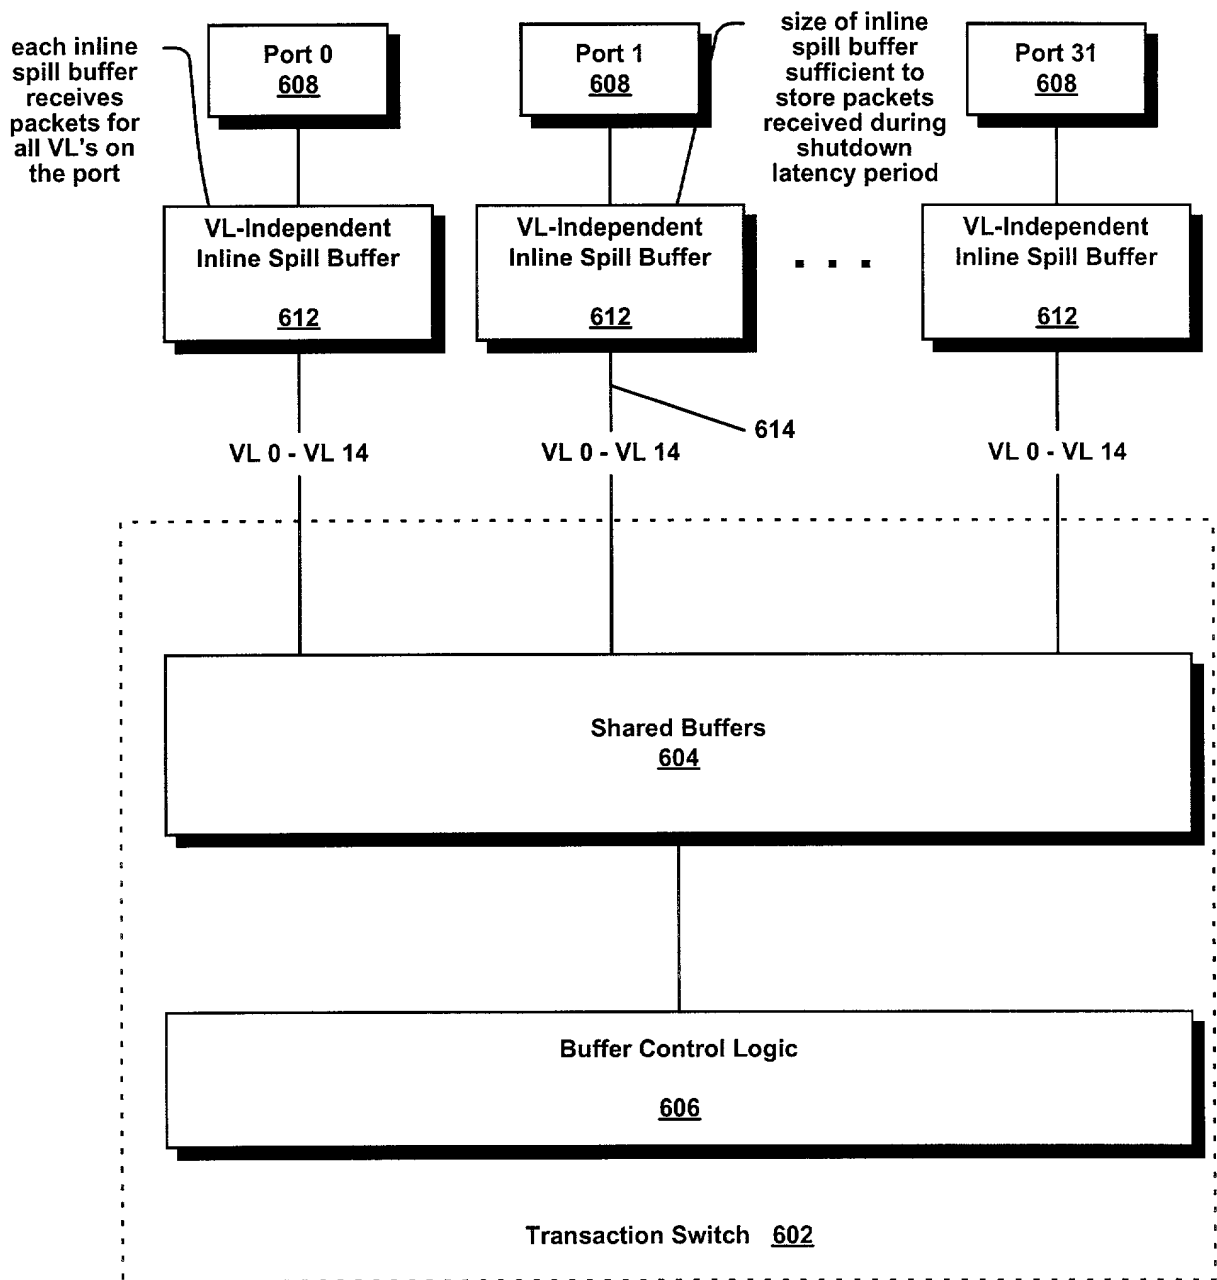 each inline
spill buffer
receives
packets for
all VL's on
the port
Port 0
608
Port 1
608
size of inline
spill buffer
sufficient to
store packets
received during
shutdown
latency period
Port 31
608
VL-Independent
Inline Spill Buffer
612
VL-Independent
Inline Spill Buffer
612
. . .
VL-Independent
Inline Spill Buffer
612
614
VL 0 - VL 14
VL 0 - VL 14
VL 0 - VL 14
Shared Buffers
604
Buffer Control Logic
606
Transaction Switch 602